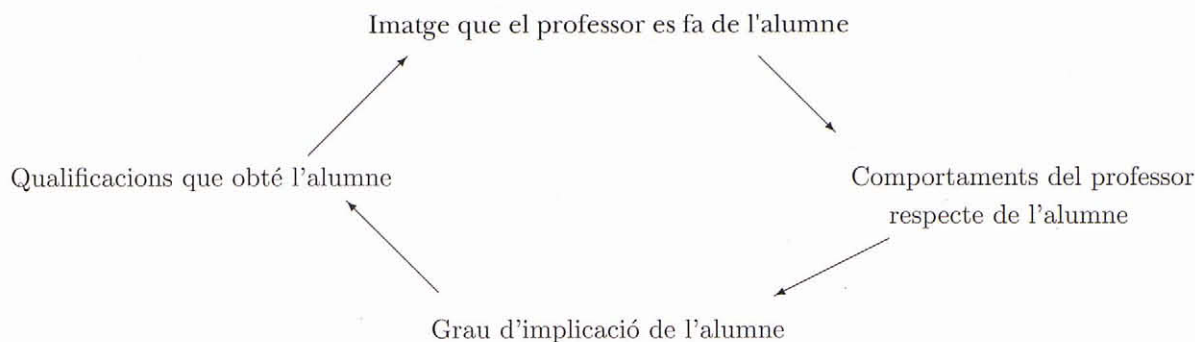 Imatge que el professor es fa de l'alumne
Qualificacions que obté l'alumne
Comportaments del professor
respecte de l'alumne
Grau d'implicació de l'alumne